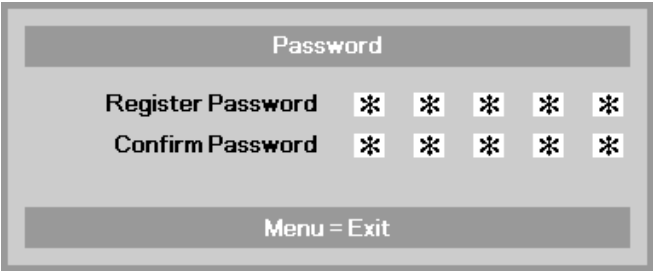 Password
Register Password * * * * *
Confirm Password * * * * *
Menu = Exit